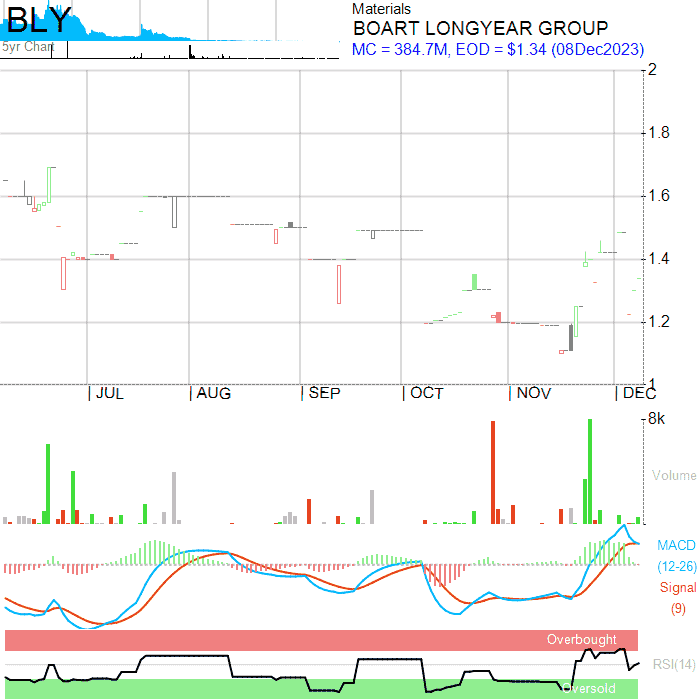 BLY
5yr Chart
Materials
BOART LONGYEAR GROUP
MC = 384.7M, EOD = $1.34 (08Dec2023)
2
1.8
1.6
1.4
1.2
1
JUL AUG SEP OCT NOV DEC
8k
Volume
MACD
(12-26)
Signal
(9)
Overbought
RSI(14)
Oversold